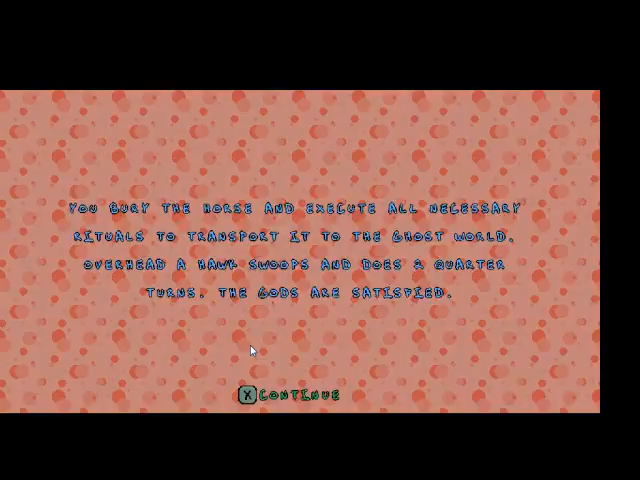 YOU BURY THE HORSE AND EXECUTE ALL NECESSARY
RITUALS TO TRANSPORT IT TO THE GHOST WORLD.
OVERHEAD A HAWK SWOOPS AND DOES 2 QUARTER
TURNS. THE GODS ARE SATISFIED.
X CONTINUE